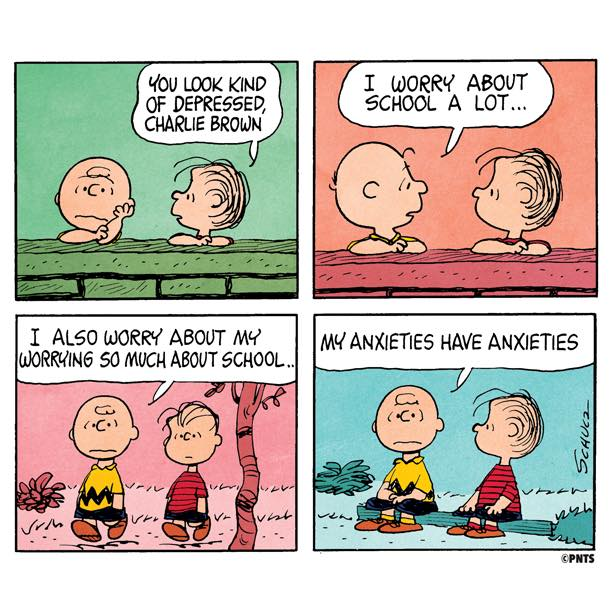 YOU LOOK KIND
OF DEPRESSED,
CHARLIE BROWN
I WORRY ABOUT
SCHOOL A LOT...
I ALSO WORRY ABOUT MY
WORRYING SO MUCH ABOUT SCHOOL..
MY ANXIETIES HAVE ANXIETIES
SCHULZ
©PNTS